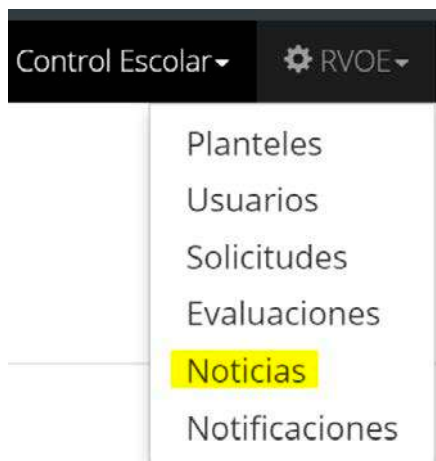 Control Escolar RVOE
Planteles
Usuarios
Solicitudes
Evaluaciones
Noticias
Notificaciones